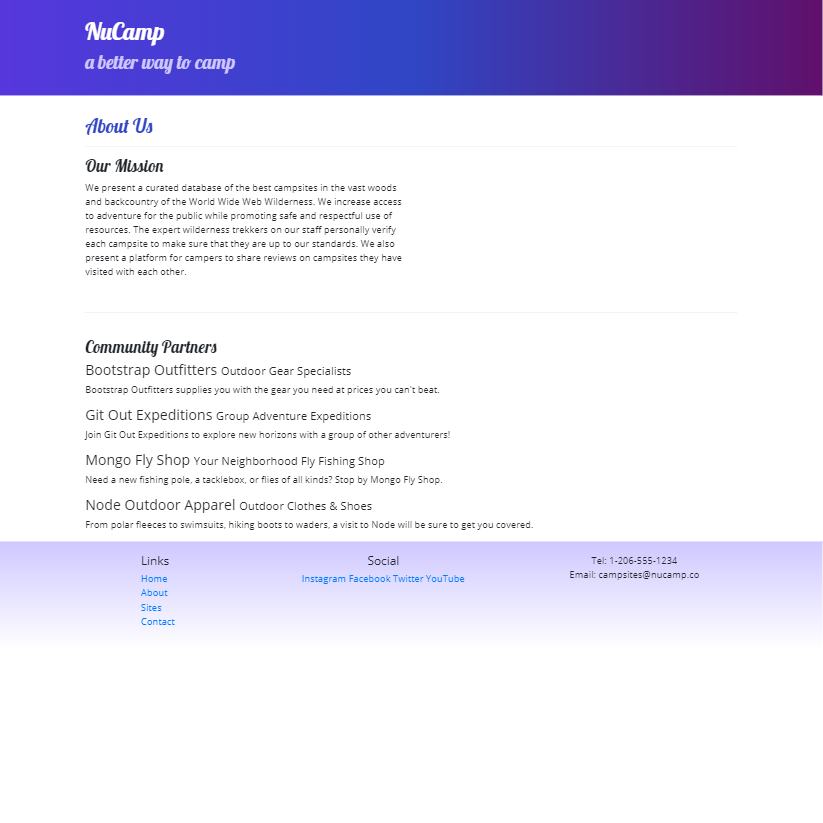 NuCamp
a better way to camp
About Us
Our Mission
We present a curated database of the best campsites in the vast woods
and backcountry of the World Wide Web Wilderness. We increase access
to adventure for the public while promoting safe and respectful use of
resources. The expert wilderness trekkers on our staff personally verify
each campsite to make sure that they are up to our standards. We also
present a platform for campers to share reviews on campsites they have
visited with each other.
Community Partners
Bootstrap Outfitters Outdoor Gear Specialists
Bootstrap Outfitters supplies you with the gear you need at prices you can't beat.
Git Out Expeditions Group Adventure Expeditions
Join Git Out Expeditions to explore new horizons with a group of other adventurers!
Mongo Fly Shop Your Neighborhood Fly Fishing Shop
Need a new fishing pole, a tacklebox, or flies of all kinds? Stop by Mongo Fly Shop.
Node Outdoor Apparel Outdoor Clothes & Shoes
From polar fleeces to swimsuits, hiking boots to waders, a visit to Node will be sure to get you covered.
Links
Home
About
Sites
Contact
Social
Instagram Facebook Twitter YouTube
Tel: 1-206-555-1234
Email: campsites@nucamp.co